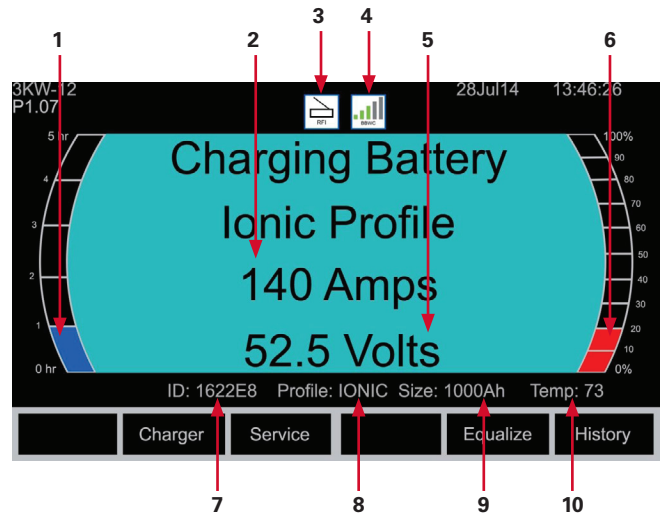 1 2 3 4 5 6
3KW-12 28Jul14 13:46:26
P1.07
RFI BBWC
5 hr 100%
90
4 80
70
3 60
50
2 40
30
1 20
10
0 hr 0%
Charging Battery
Ionic Profile
140 Amps
52.5 Volts
ID: 1622E8 Profile: IONIC Size: 1000Ah Temp: 73
Charger Service Equalize History
7 8 9 10